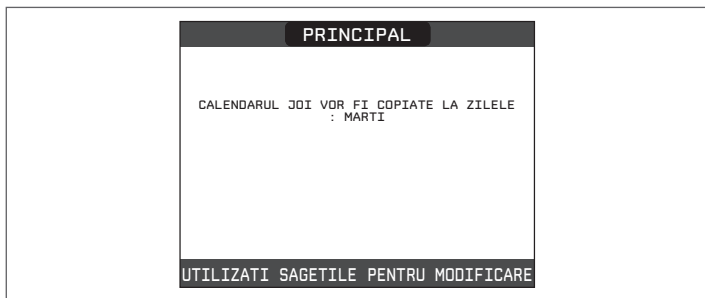 PRINCIPAL
CALENDARUL JOI VOR FI COPIATE LA ZILELE
: MARTI
UTILIZATI SAGETILE PENTRU MODIFICARE